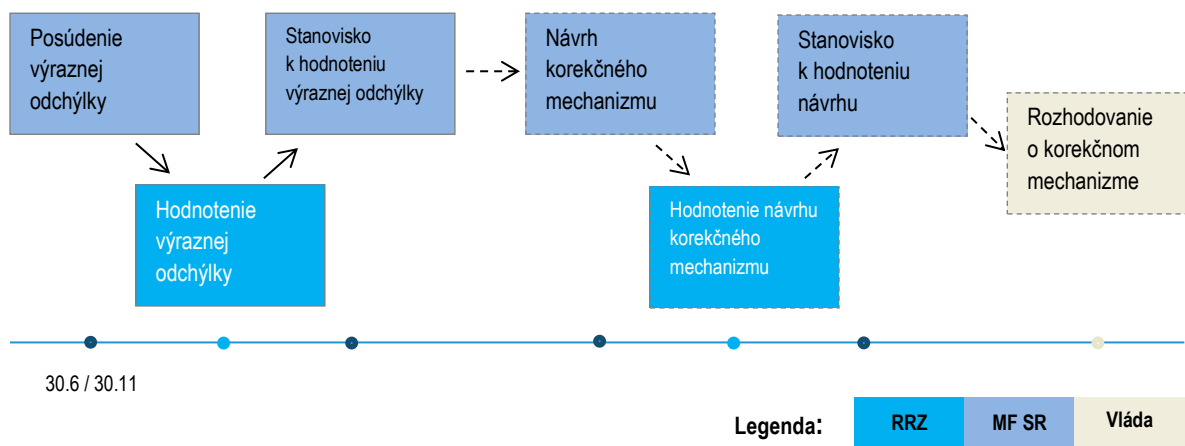 Posúdenie
výraznej
odchýlky
Hodnotenie
výraznej
odchýlky
Stanovisko
k hodnoteniu
výraznej odchýlky
Návrh
korekčného
mechanizmu
Hodnotenie návrhu
korekčného
mechanizmu
Stanovisko
k hodnoteniu
návrhu
Rozhodovanie
o korekčnom
mechanizme
30.6 / 30.11
Legenda: RRZ MF SR Vláda